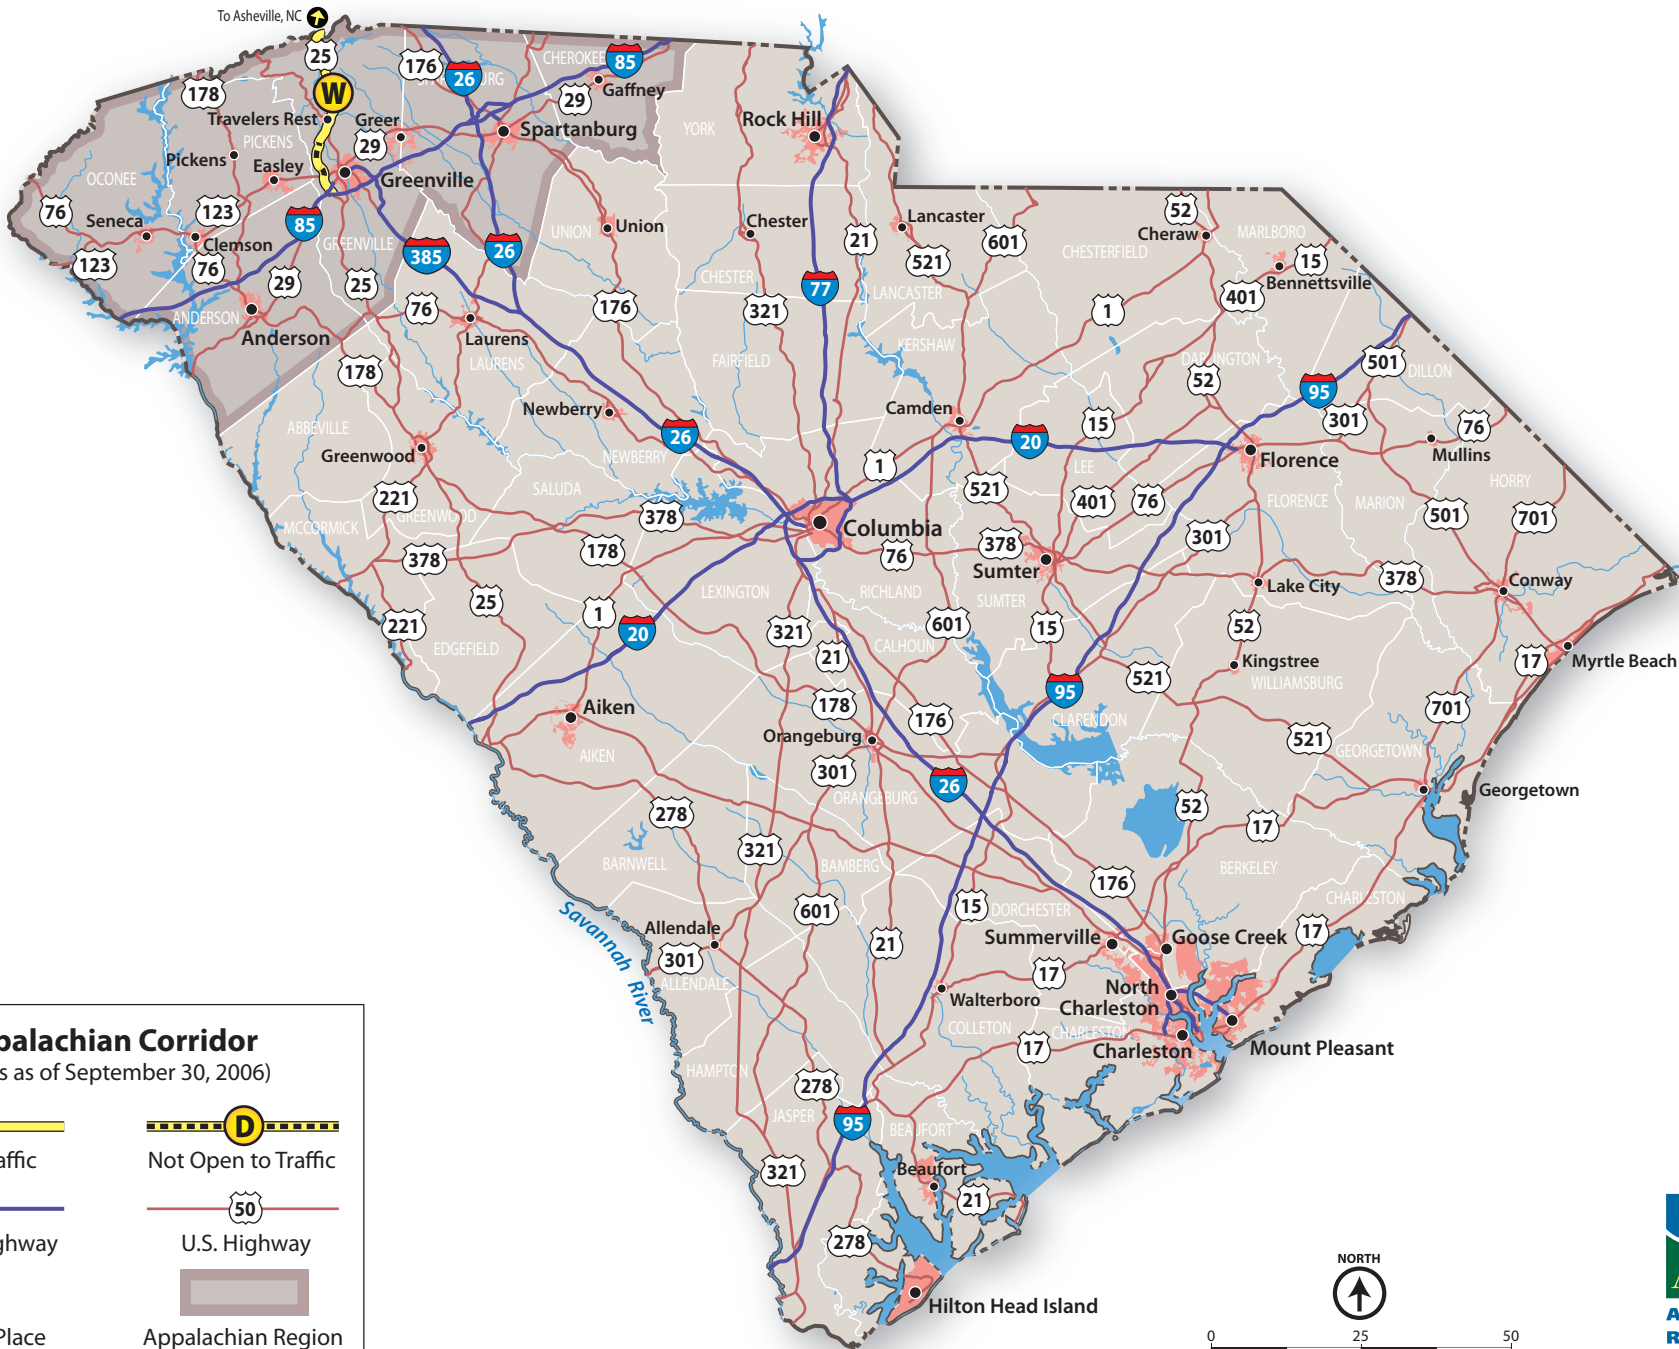 To Asheville, NC
25
W
178
176
26
SPARTANBURG
CHEROKEE
85
Gaffney
29
Travelers Rest
Greer
29
Spartanburg
PICKENS
Pickens
Easley
Greenville
OCONEE
76
Seneca
123
Clemson
85
GREENVILLE
123
76
29
25
385
26
ANDERSON
Anderson
76
Laurens
LAURENS
178
YORK
Rock Hill
UNION
Union
Chester
CHESTER
176
321
77
21
Lancaster
521
LANCASTER
601
52
Cheraw
MARLBORO
15
Bennettsville
CHESTERFIELD
401
1
KERSHAW
FAIRFIELD
DARLINGTON
52
501
DILLON
95
301
76
Mullins
ABBEVILLE
Greenwood
Newberry
26
NEWBERRY
Camden
15
20
1
LEE
Florence
HORRY
221
GREENWOOD
SALUDA
MCCORMICK
378
378
178
Columbia
521
401
76
FLORENCE
MARION
501
701
301
76
378
Sumter
378
Lake City
Conway
25
1
20
LEXINGTON
RICHLAND
SUMTER
221
EDGEFIELD
321
21
CALHOUN
601
15
52
Kingstree
WILLIAMSBURG
17
Myrtle Beach
Aiken
AIKEN
178
176
95
521
CLARENDON
701
Orangeburg
301
ORANGEBURG
26
521
GEORGETOWN
Georgetown
278
321
BARNWELL
BAMBERG
52
17
BERKELEY
Savannah River
Allendale
301
ALLENDALE
601
21
15
DORCHESTER
176
CHARLESTON
17
Summerville
Goose Creek
17
North
Charleston
Walterboro
COLLETON
CHARLESTON
17
Charleston
Mount Pleasant
HAMPTON
278
JASPER
95
BEAUFORT
321
Beaufort
21
278
Hilton Head Island
palachian Corridor
s as of September 30, 2006)
D
affic
Not Open to Traffic
50
ghway
U.S. Highway
Place
Appalachian Region
NORTH
0 25 50
A
R